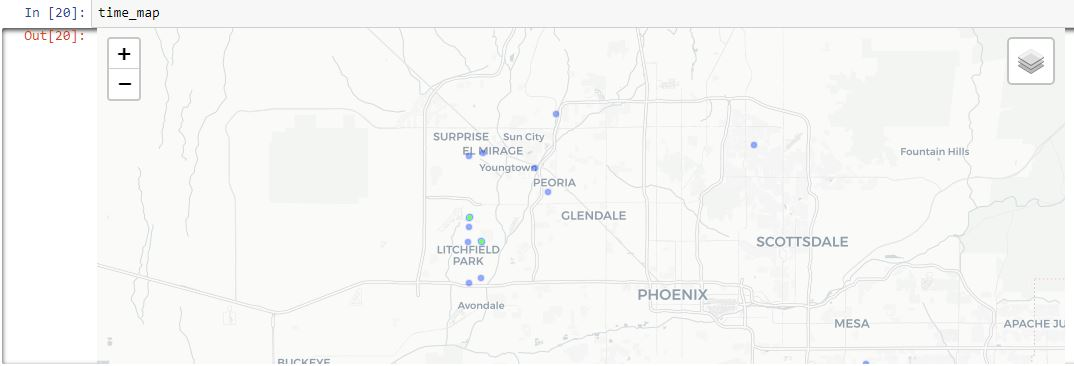 In [20]: time_map
Out[20]:
+
−
SURPRISE
Sun City
EL MIRAGE
Youngtown
Fountain Hills
PEORIA
GLENDALE
SCOTTSDALE
LITCHFIELD
PARK
PHOENIX
Avondale
MESA
APACHE JU
BUCKEYE